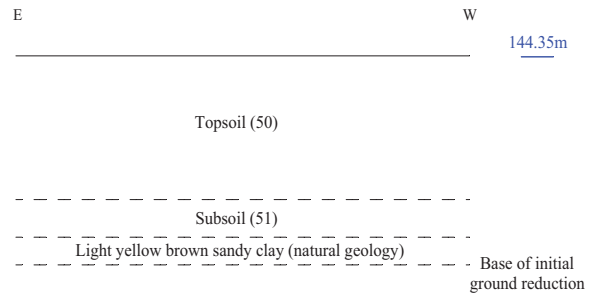 E
W
144.35m
Topsoil (50)
Subsoil (51)
Light yellow brown sandy clay (natural geology)
Base of initial
ground reduction